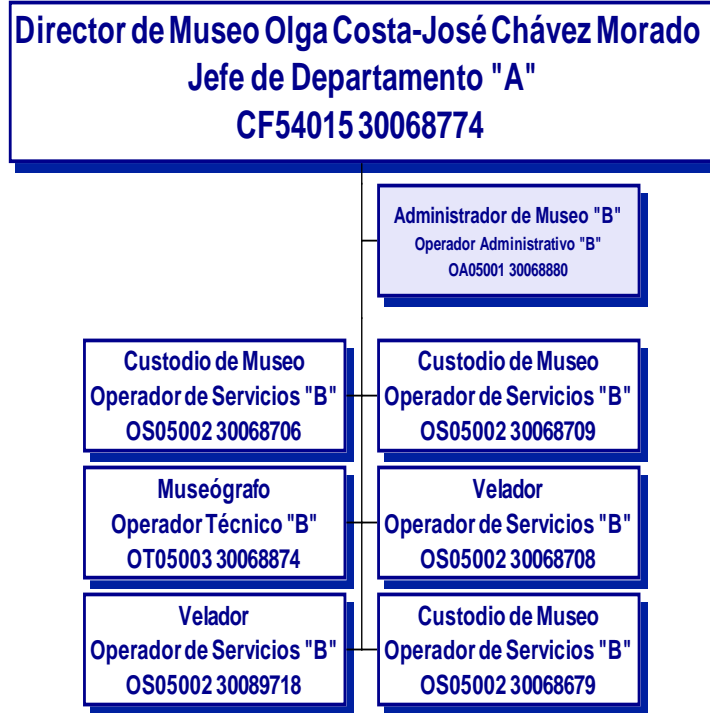 Director de Museo Olga Costa-José Chávez Morado
Jefe de Departamento "A"
CF54015 30068774
Administrador de Museo "B"
Operador Administrativo "B"
OA05001 30068880
Custodio de Museo
Operador de Servicios "B"
OS05002 30068706
Custodio de Museo
Operador de Servicios "B"
OS05002 30068709
Museógrafo
Operador Técnico "B"
OT05003 30068874
Velador
Operador de Servicios "B"
OS05002 30068708
Velador
Operador de Servicios "B"
OS05002 30089718
Custodio de Museo
Operador de Servicios "B"
OS05002 30068679